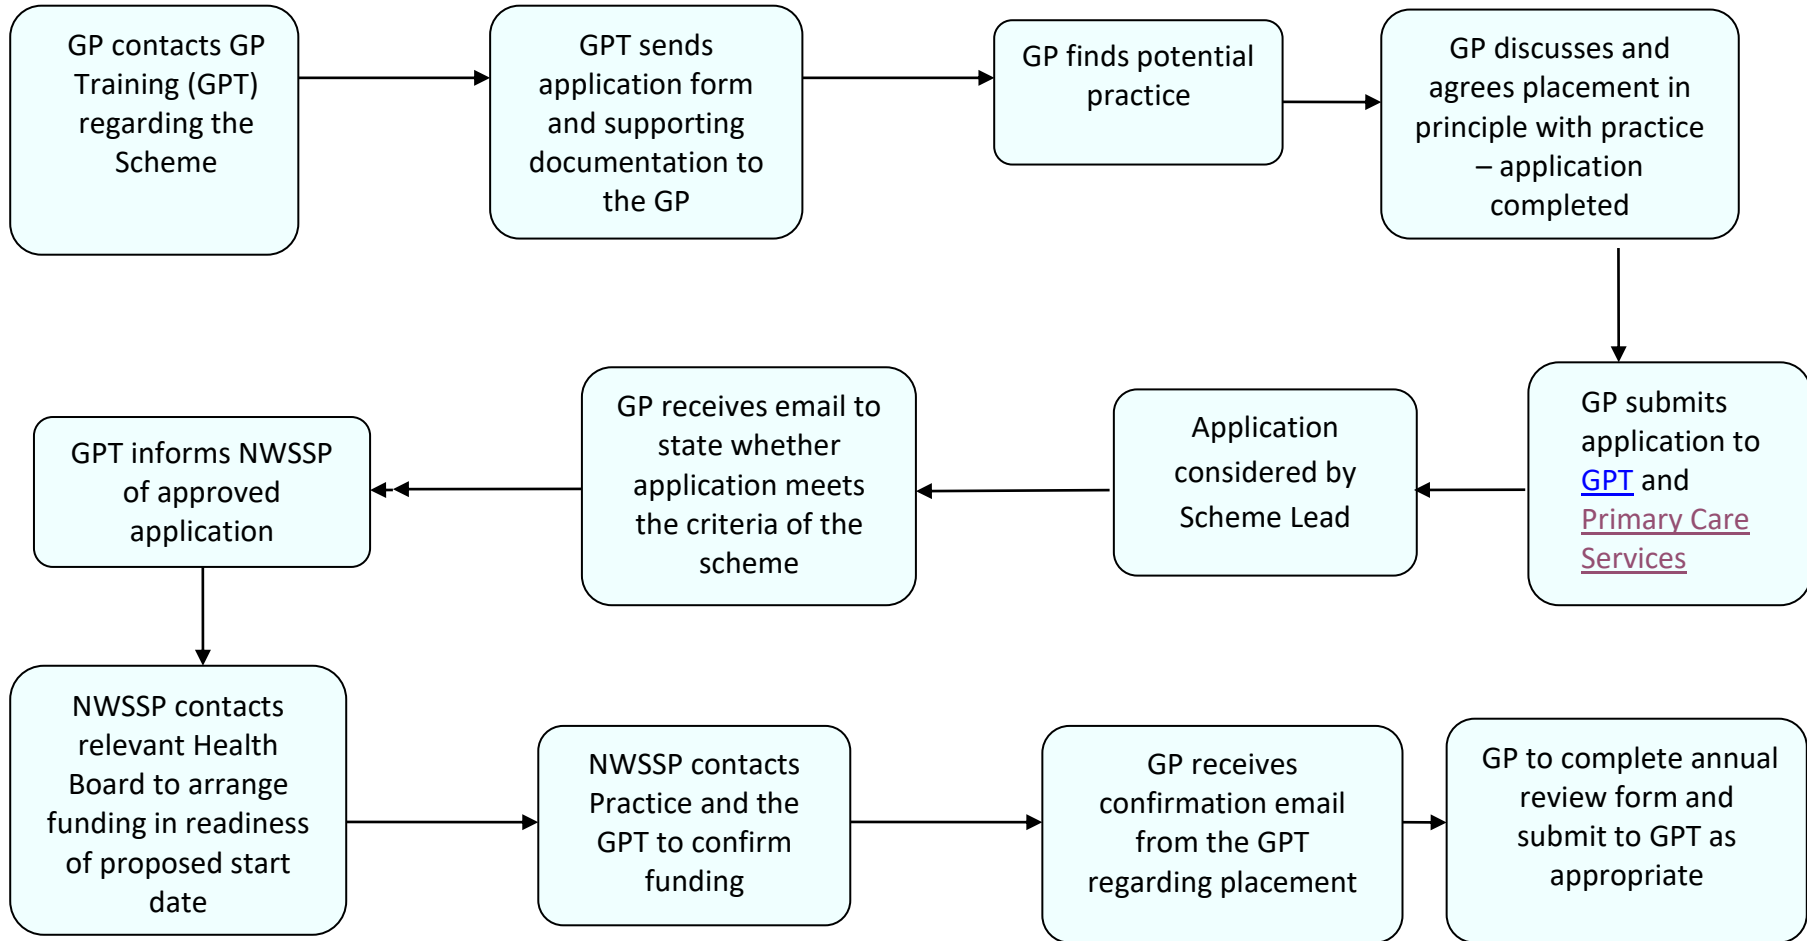 GP contacts GP
Training (GPT)
regarding the
Scheme
GPT sends
application form
and supporting
documentation to
the GP
GP finds potential
practice
GP discusses and
agrees placement in
principle with practice
– application
completed
GP submits
application to
GPT and
Primary Care
Services
Application
considered by
Scheme Lead
GP receives email to
state whether
application meets
the criteria of the
scheme
GPT informs NWSSP
of approved
application
NWSSP contacts
relevant Health
Board to arrange
funding in readiness
of proposed start
date
NWSSP contacts
Practice and the
GPT to confirm
funding
GP receives
confirmation email
from the GPT
regarding placement
GP to complete annual
review form and
submit to GPT as
appropriate